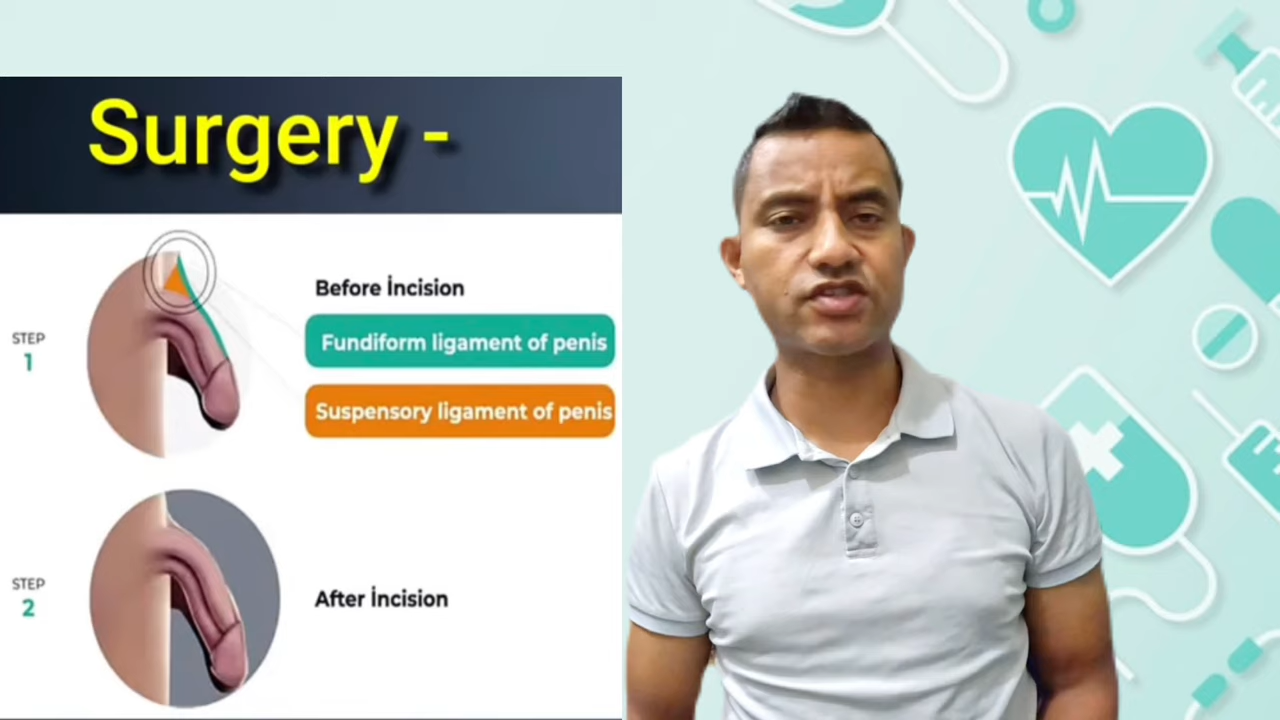 Surgery -
Before İncision
STEP
1
Fundiform ligament of penis
Suspensory ligament of penis
STEP
2
After İncision